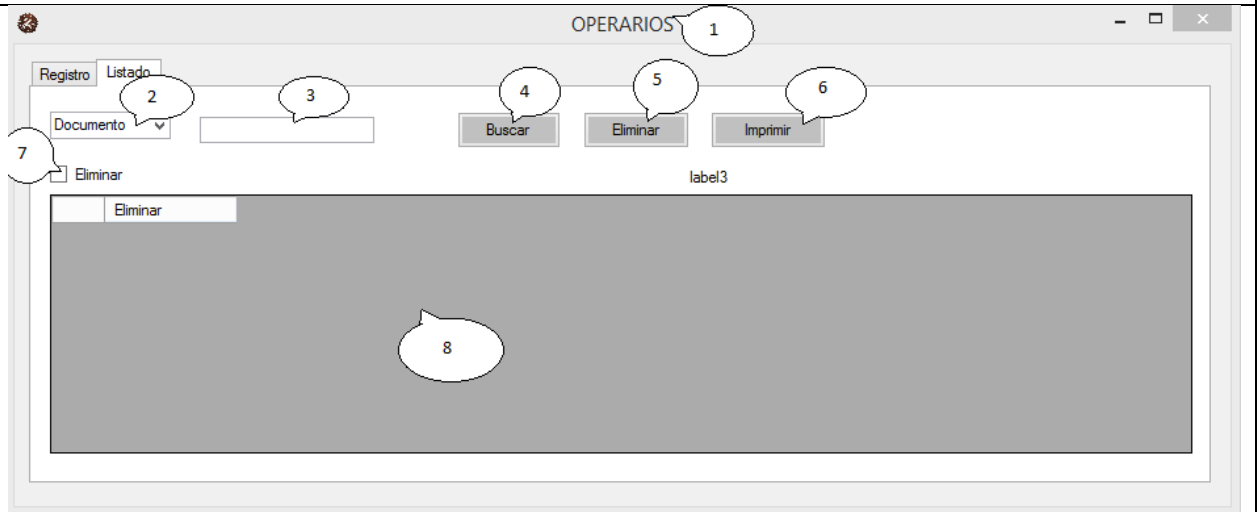 OPERARIOS 1
Registro Listado
2 3 4 5 6
Documento Buscar Eliminar Imprimir
7
Eliminar label3
Eliminar
8